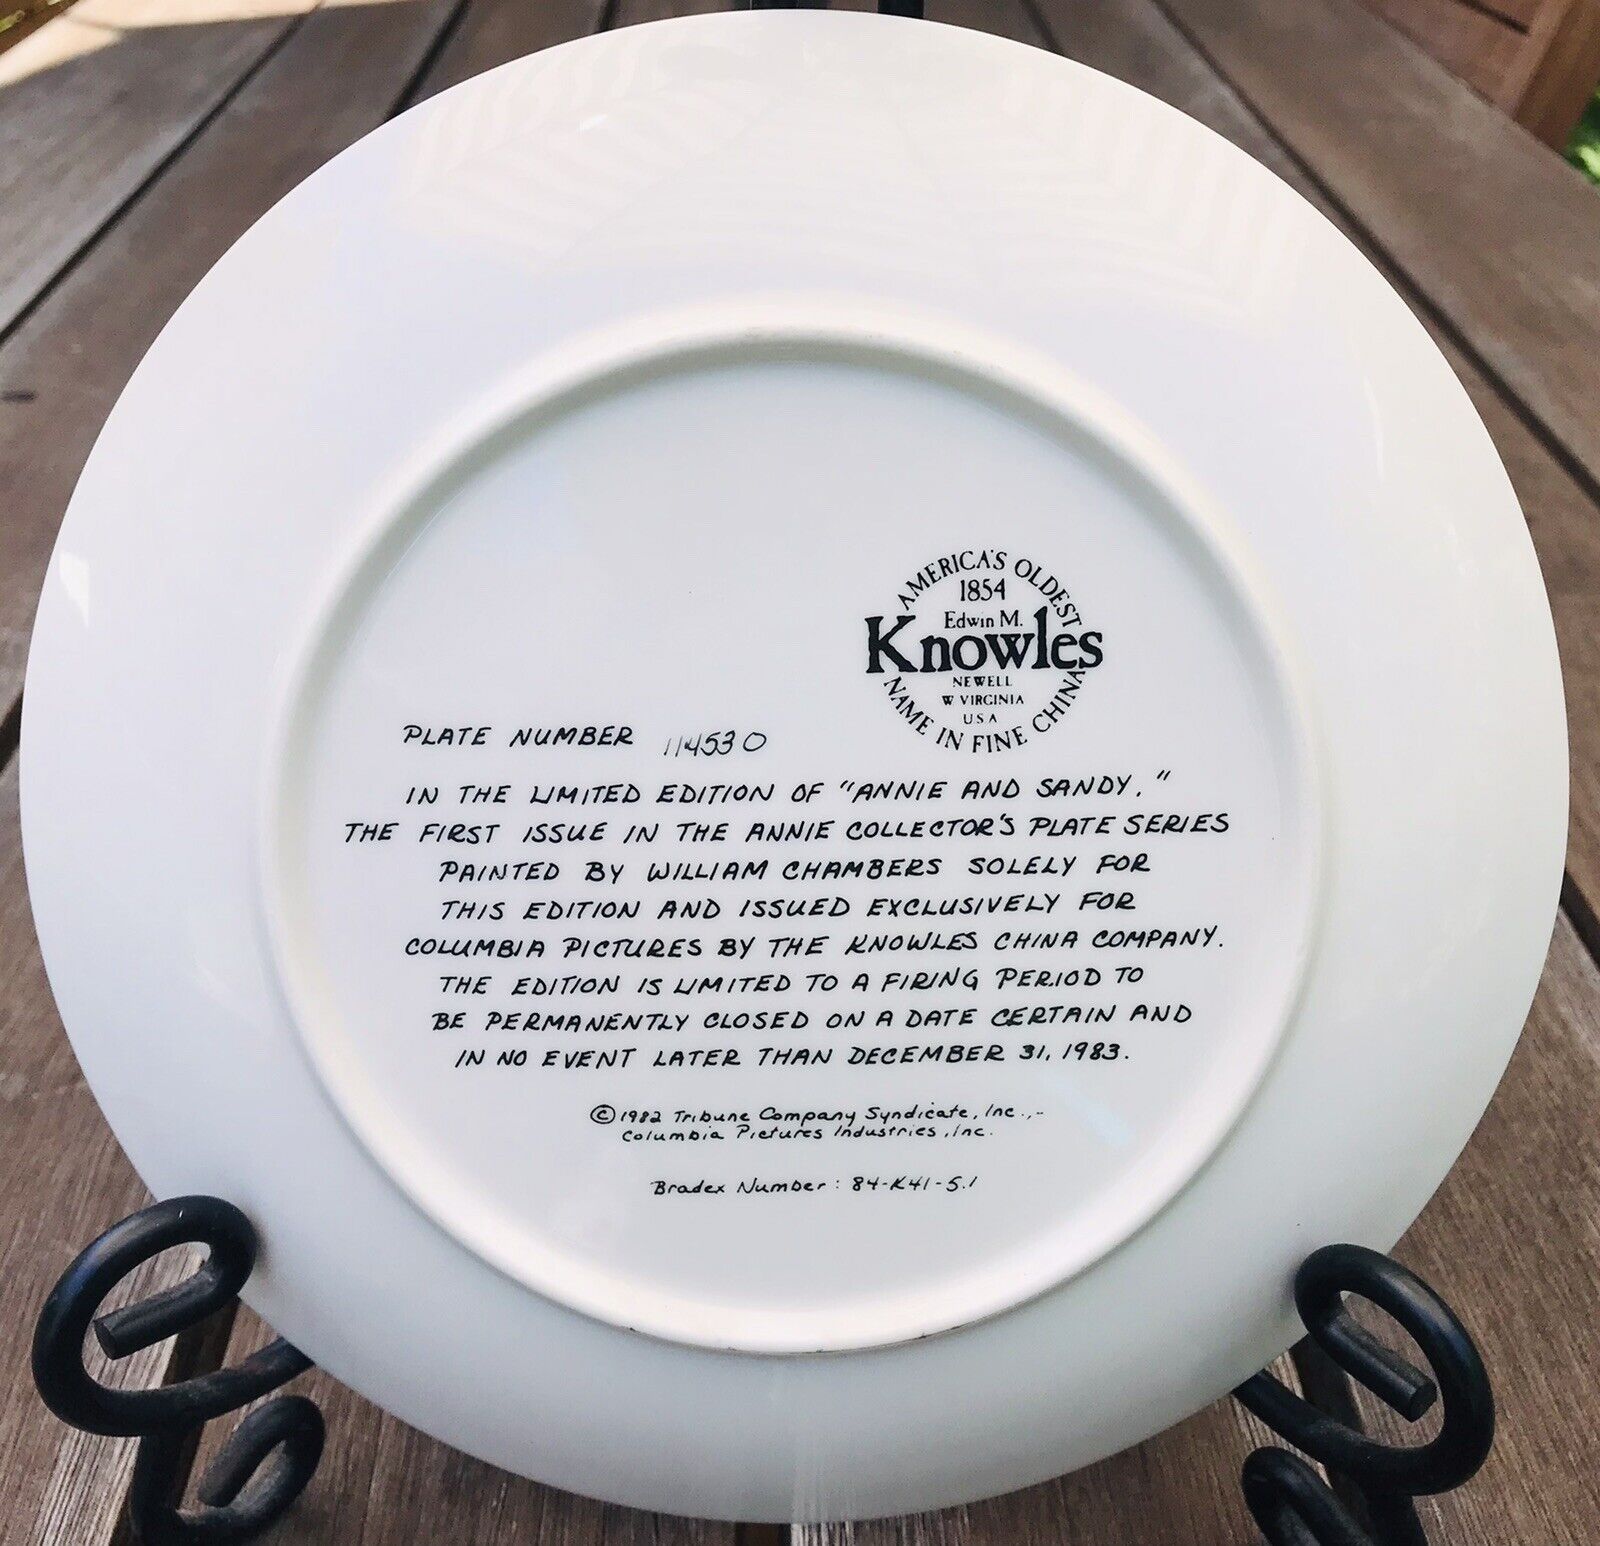 AMERICA'S OLDEST
1854
Edwin M.
Knowles
NEWELL
W VIRGINIA
USA
NAME IN FINE CHINA
PLATE NUMBER 114530
IN THE LIMITED EDITION OF "ANNIE AND SANDY,"
THE FIRST ISSUE IN THE ANNIE COLLECTOR'S PLATE SERIES
PAINTED BY WILLIAM CHAMBERS SOLELY FOR
THIS EDITION AND ISSUED EXCLUSIVELY FOR
COLUMBIA PICTURES BY THE KNOWLES CHINA COMPANY.
THE EDITION IS LIMITED TO A FIRING PERIOD TO
BE PERMANENTLY CLOSED ON A DATE CERTAIN AND
IN NO EVENT LATER THAN DECEMBER 31, 1983.
© 1982 Tribune Company Syndicate, Inc.,-
Columbia Pictures Industries, Inc.
Bradex Number: 84-K41-5.1